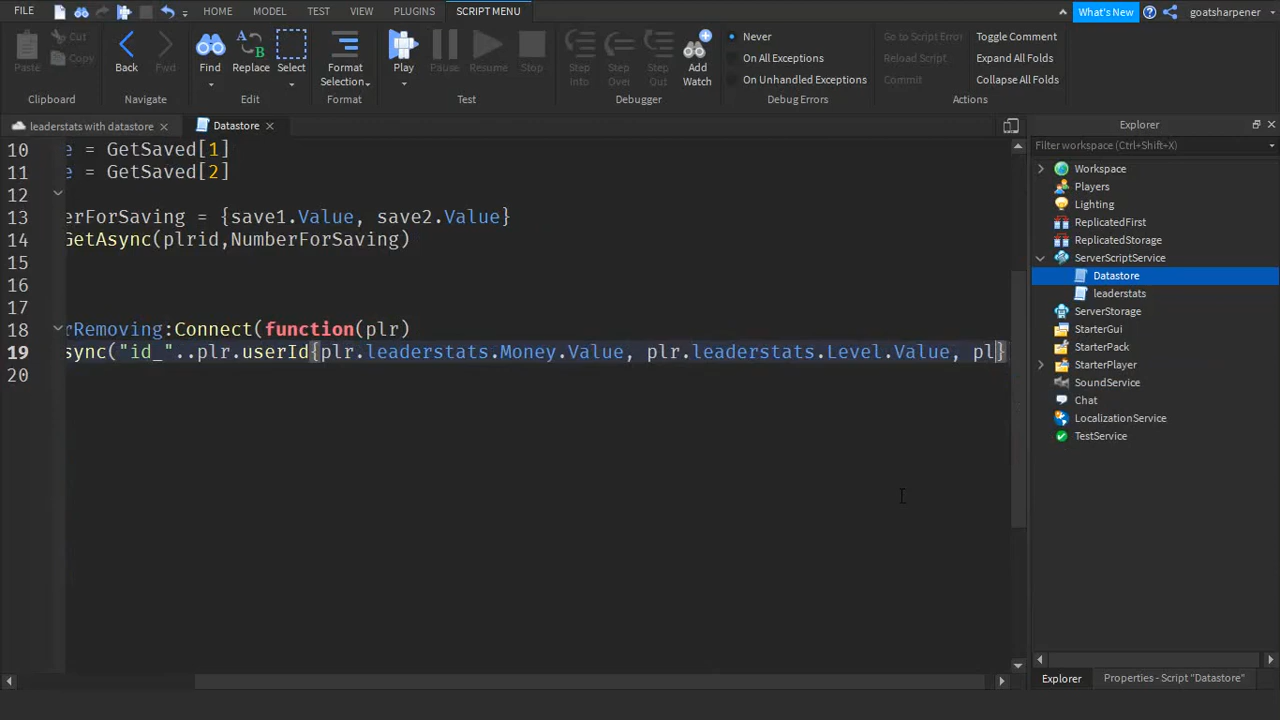 FILE HOME MODEL TEST VIEW PLUGINS SCRIPT MENU What's New goatsharpener
Paste Cut Copy Back Fwd Find Replace Select Format Selection Play Pause Resume Stop Step Into Step Over Step Out Add Watch
Never
On All Exceptions
On Unhandled Exceptions
Go to Script Error
Reload Script
Commit
Toggle Comment
Expand All Folds
Collapse All Folds
Clipboard Navigate Edit Format Test Debugger Debug Errors Actions
leaderstats with datastore Datastore
10 e = GetSaved[1]
11 e = GetSaved[2]
12
13 erForSaving = {save1.Value, save2.Value}
14 GetAsync(plrid,NumberForSaving)
15
16
17
18 rRemoving:Connect(function(plr)
19 sync("id_"..plr.userId{plr.leaderstats.Money.Value, plr.leaderstats.Level.Value, pl}
20
Explorer
Filter workspace (Ctrl+Shift+X)
Workspace
Players
Lighting
ReplicatedFirst
ReplicatedStorage
ServerScriptService
Datastore
leaderstats
ServerStorage
StarterGui
StarterPack
StarterPlayer
SoundService
Chat
LocalizationService
TestService
Explorer Properties - Script "Datastore"